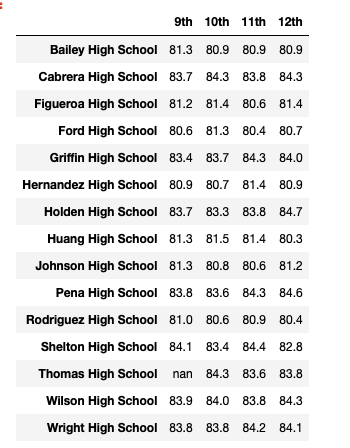 9th 10th 11th 12th
Bailey High School 81.3 80.9 80.9 80.9
Cabrera High School 83.7 84.3 83.8 84.3
Figueroa High School 81.2 81.4 80.6 81.4
Ford High School 80.6 81.3 80.4 80.7
Griffin High School 83.4 83.7 84.3 84.0
Hernandez High School 80.9 80.7 81.4 80.9
Holden High School 83.7 83.3 83.8 84.7
Huang High School 81.3 81.5 81.4 80.3
Johnson High School 81.3 80.8 80.6 81.2
Pena High School 83.8 83.6 84.3 84.6
Rodriguez High School 81.0 80.6 80.9 80.4
Shelton High School 84.1 83.4 84.4 82.8
Thomas High School nan 84.3 83.6 83.8
Wilson High School 83.9 84.0 83.8 84.3
Wright High School 83.8 83.8 84.2 84.1